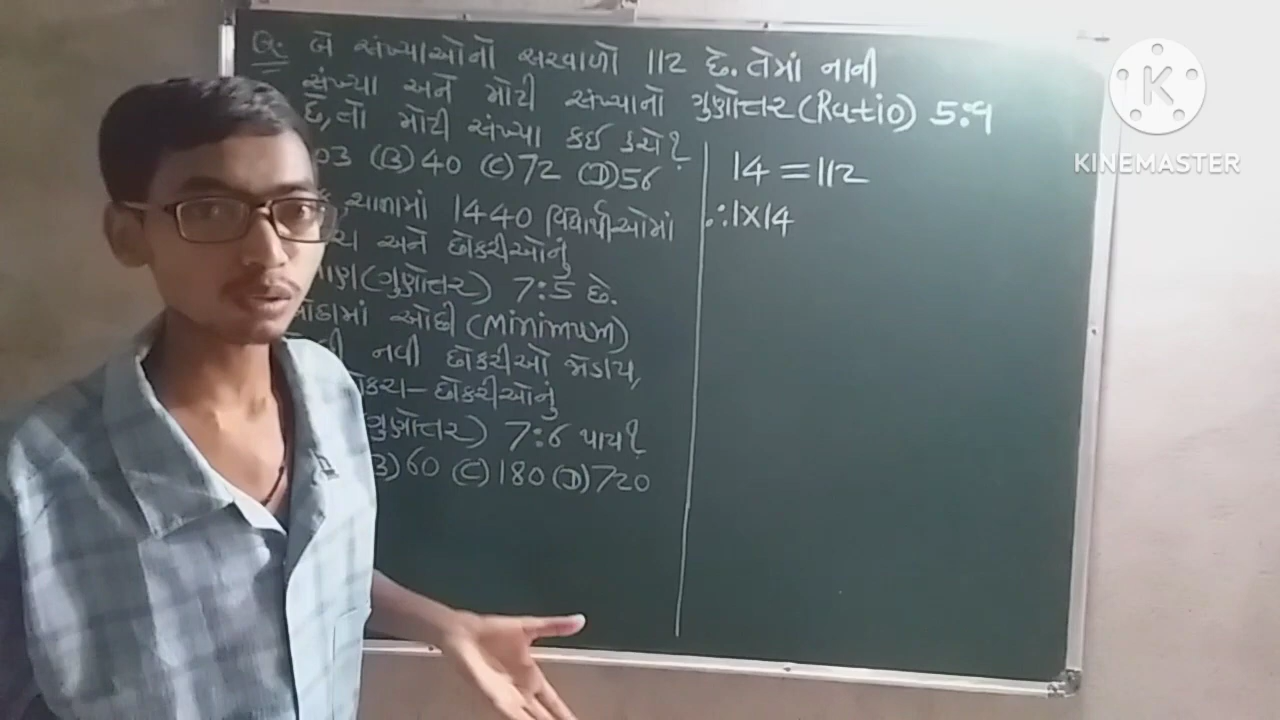 Q: બે સંખ્યાઓનો સરવાળો 112 છે. તેમાં નાની
સંખ્યા અને મોટી સંખ્યાનો ગુણોત્તર (Ratio) 5:9
છે, તો મોટી સંખ્યા કઈ હશે?
03 (B) 40 (C) 72 (D) 56
શાળામાં 1440 વિદ્યાર્થીઓમાં
અને છોકરીઓનું
(ગુણોત્તર) 7:5 છે.
ઓછી (Minimum)
નવી છોકરીઓ જોડાય,
છોકરીઓનું
(ગુણોત્તર) 7:6 થાય?
B) 60 (C) 180 (D) 720
14 = 112
∴ 1×14
K
KINEMASTER